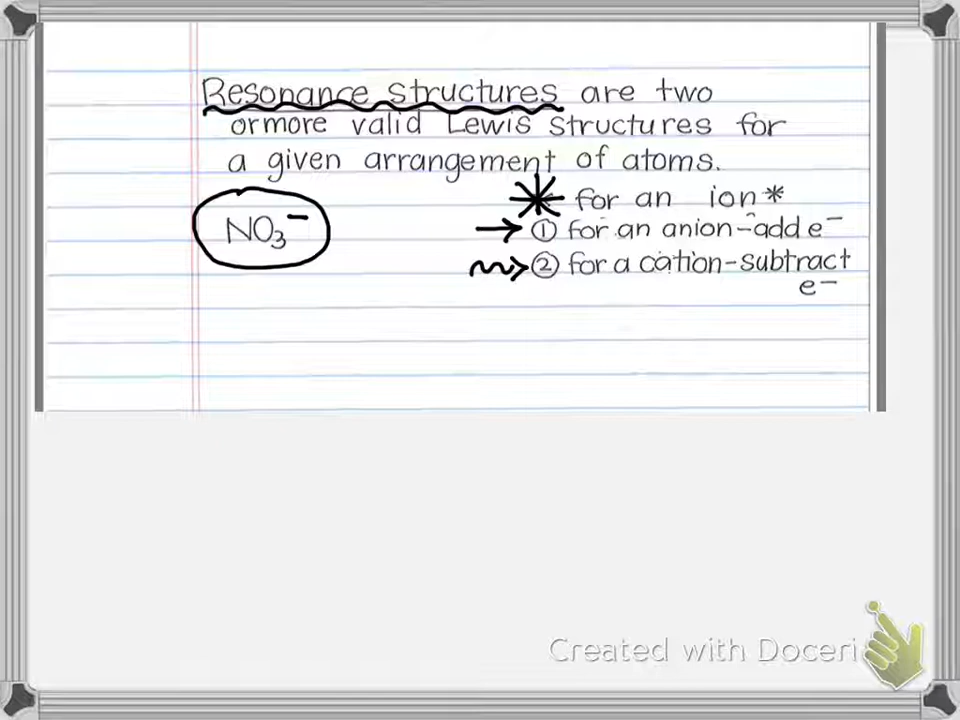 Resonance structures are two
ormore valid Lewis structures for
a given arrangement of atoms.
* for an ion *
NO₃⁻
→ ① for an anion - add e⁻
② for a cation - subtract
e⁻
Created with Doceri